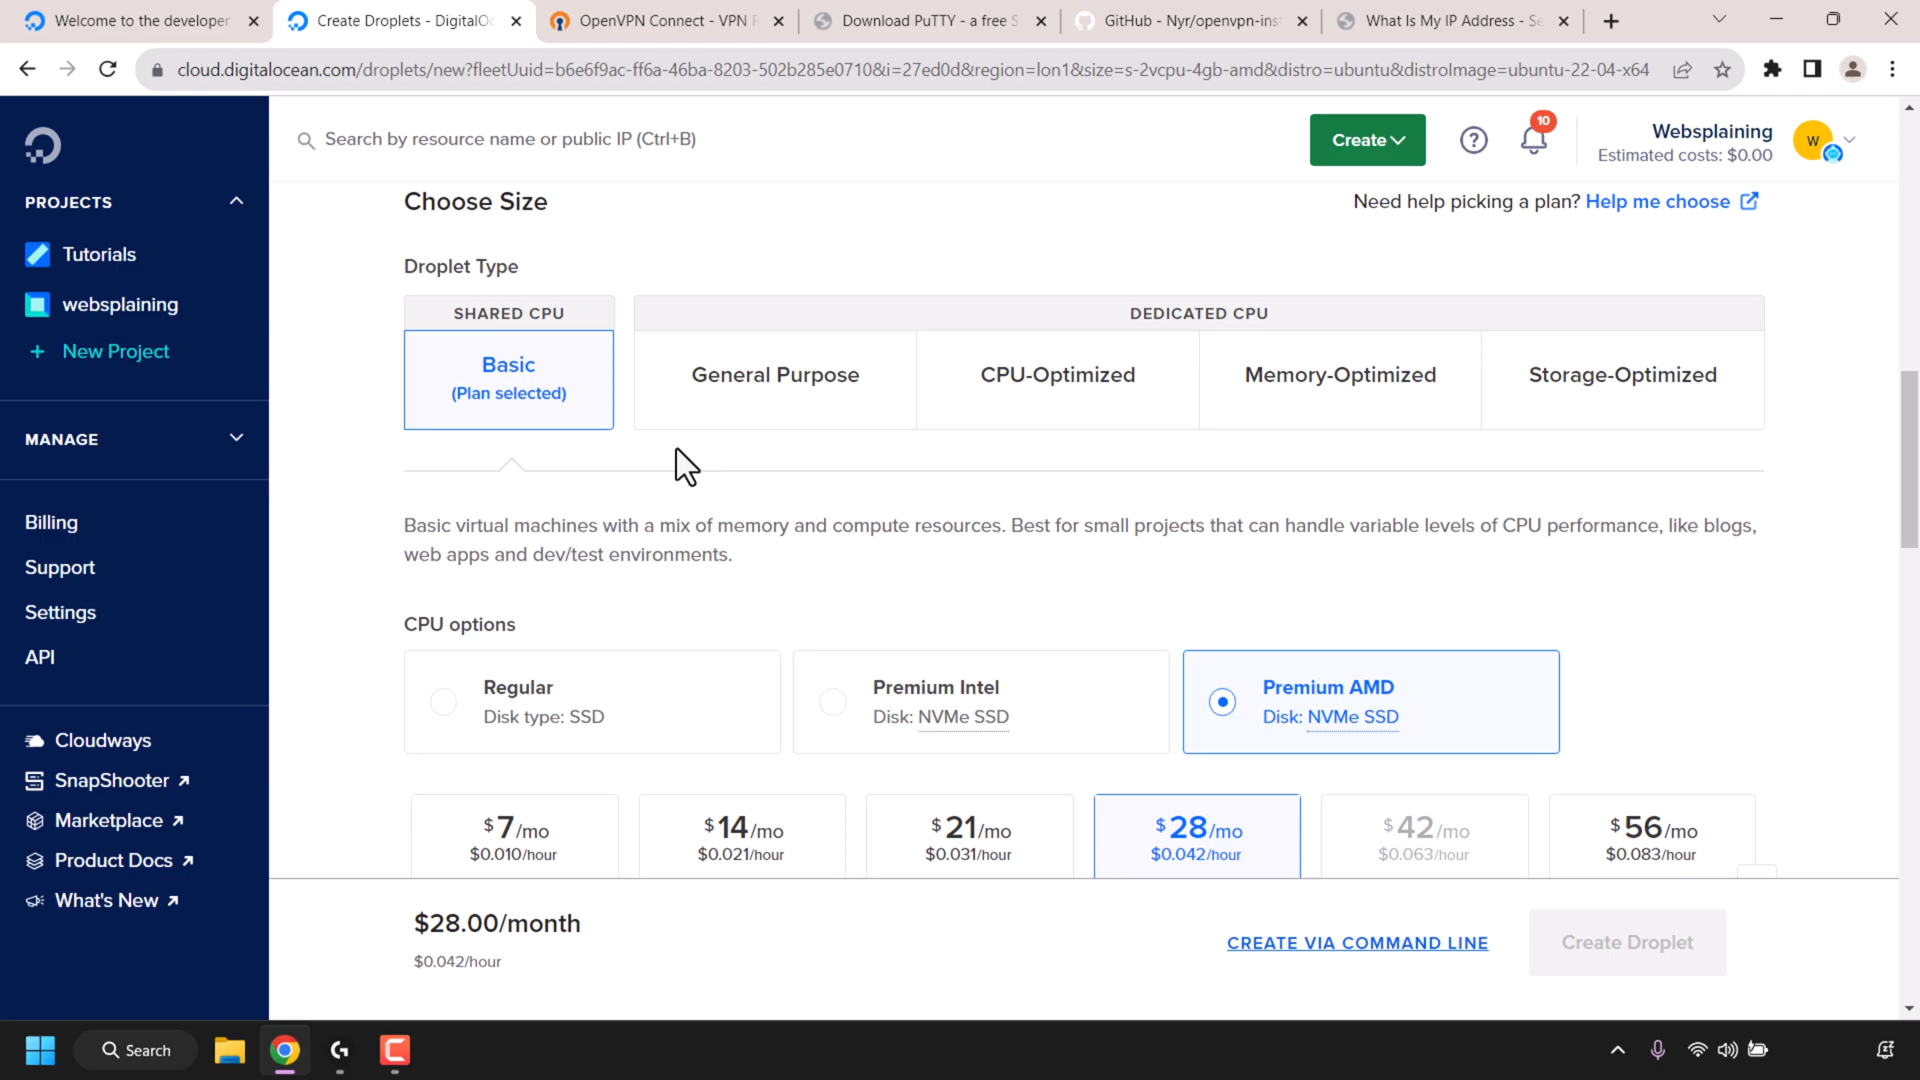 Welcome to the developer
Create Droplets - DigitalOc
OpenVPN Connect - VPN F
Download PuTTY - a free S
GitHub - Nyr/openvpn-ins
What Is My IP Address - Se
cloud.digitalocean.com/droplets/new?fleetUuid=b6e6f9ac-ff6a-46ba-8203-502b285e0710&i=27ed0d&region=lon1&size=s-2vcpu-4gb-amd&distro=ubuntu&distroImage=ubuntu-22-04-x64
Search by resource name or public IP (Ctrl+B)
Create
10
Websplaining
Estimated costs: $0.00
W
PROJECTS
Tutorials
websplaining
+ New Project
MANAGE
Billing
Support
Settings
API
Cloudways
SnapShooter
Marketplace
Product Docs
What's New
Choose Size
Need help picking a plan? Help me choose
Droplet Type
SHARED CPU
DEDICATED CPU
Basic
(Plan selected)
General Purpose
CPU-Optimized
Memory-Optimized
Storage-Optimized
Basic virtual machines with a mix of memory and compute resources. Best for small projects that can handle variable levels of CPU performance, like blogs,
web apps and dev/test environments.
CPU options
Regular
Disk type: SSD
Premium Intel
Disk: NVMe SSD
Premium AMD
Disk: NVMe SSD
$7/mo
$0.010/hour
$14/mo
$0.021/hour
$21/mo
$0.031/hour
$28/mo
$0.042/hour
$42/mo
$0.063/hour
$56/mo
$0.083/hour
$28.00/month
$0.042/hour
CREATE VIA COMMAND LINE
Create Droplet
Search